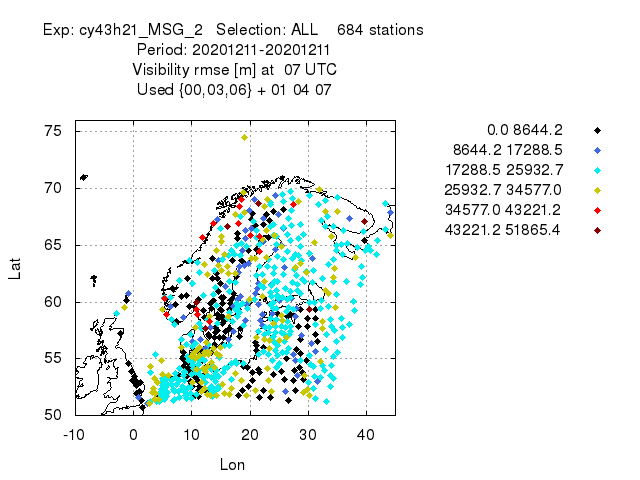 Exp: cy43h21_MSG_2 Selection: ALL 684 stations
Period: 20201211-20201211
Visibility rmse [m] at 07 UTC
Used {00,03,06} + 01 04 07
0.0 8644.2
8644.2 17288.5
17288.5 25932.7
25932.7 34577.0
34577.0 43221.2
43221.2 51865.4
75
70
65
60
55
50
Lat
-10 0 10 20 30 40
Lon